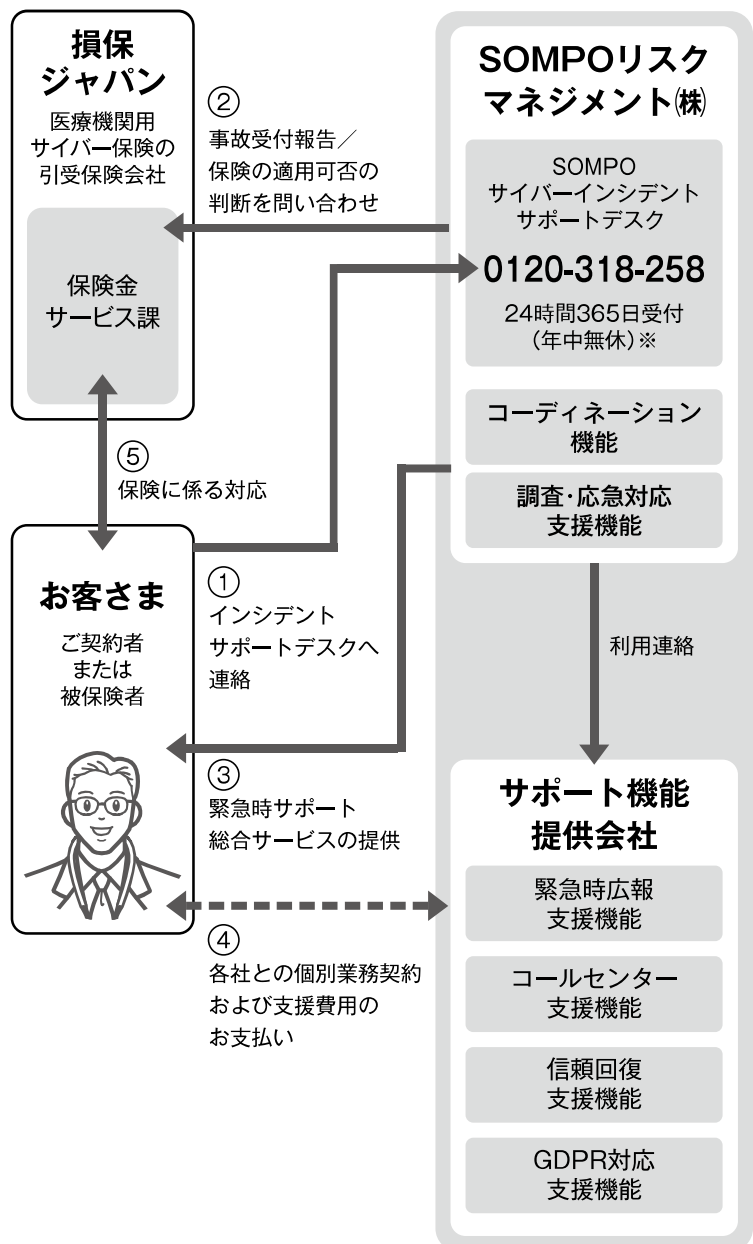 損保
ジャパン
医療機関用
サイバー保険の
引受保険会社
保険金
サービス課
②
事故受付報告／
保険の適用可否の
判断を問い合わせ
SOMPOリスク
マネジメント㈱
SOMPO
サイバーインシデント
サポートデスク
0120-318-258
24時間365日受付
（年中無休）※
コーディネーション
機能
調査・応急対応
支援機能
⑤
保険に係る対応
お客さま
ご契約者
または
被保険者
①
インシデント
サポートデスクへ
連絡
利用連絡
③
緊急時サポート
総合サービスの提供
④
各社との個別業務契約
および支援費用の
お支払い
サポート機能
提供会社
緊急時広報
支援機能
コールセンター
支援機能
信頼回復
支援機能
GDPR対応
支援機能